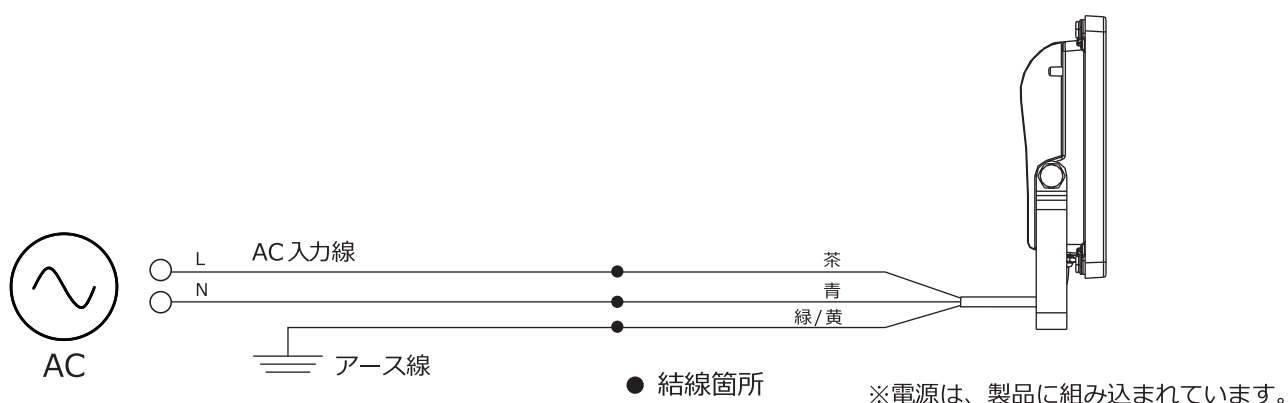 L
AC入力線
茶
N
青
緑/黄
AC
アース線
● 結線箇所
※電源は、製品に組み込まれています。